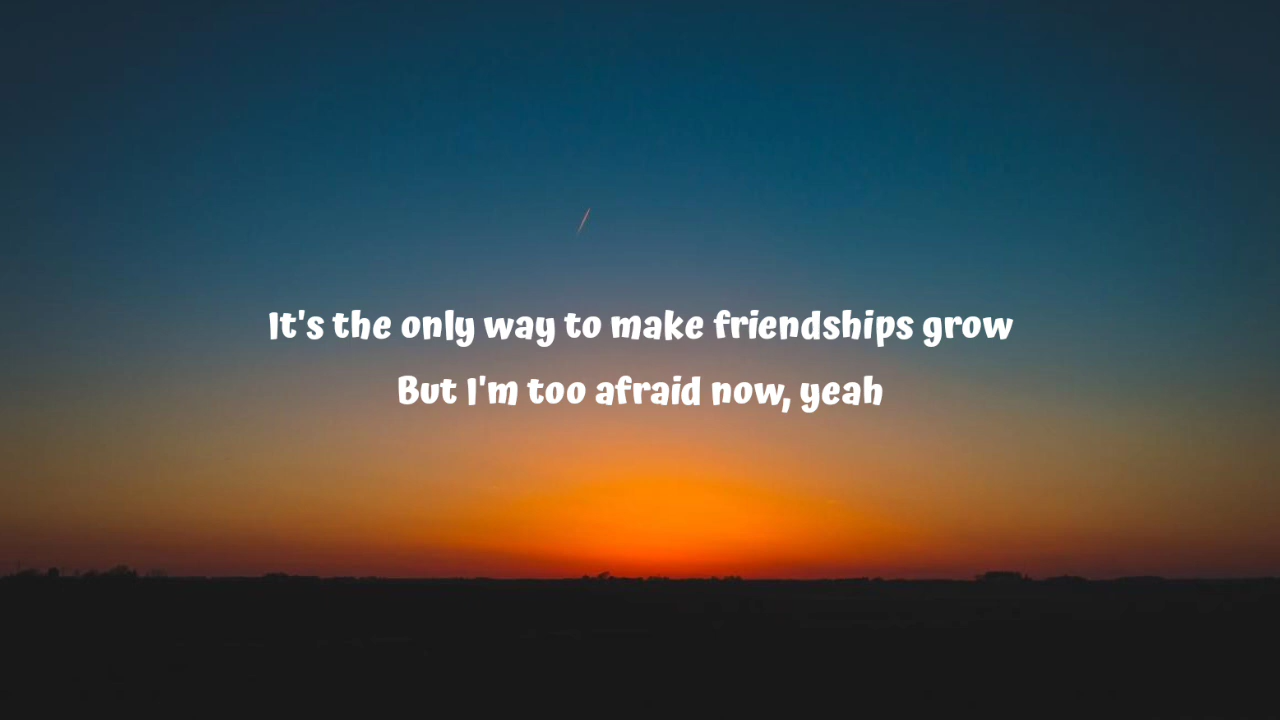 It's the only way to make friendships grow
But I'm too afraid now, yeah